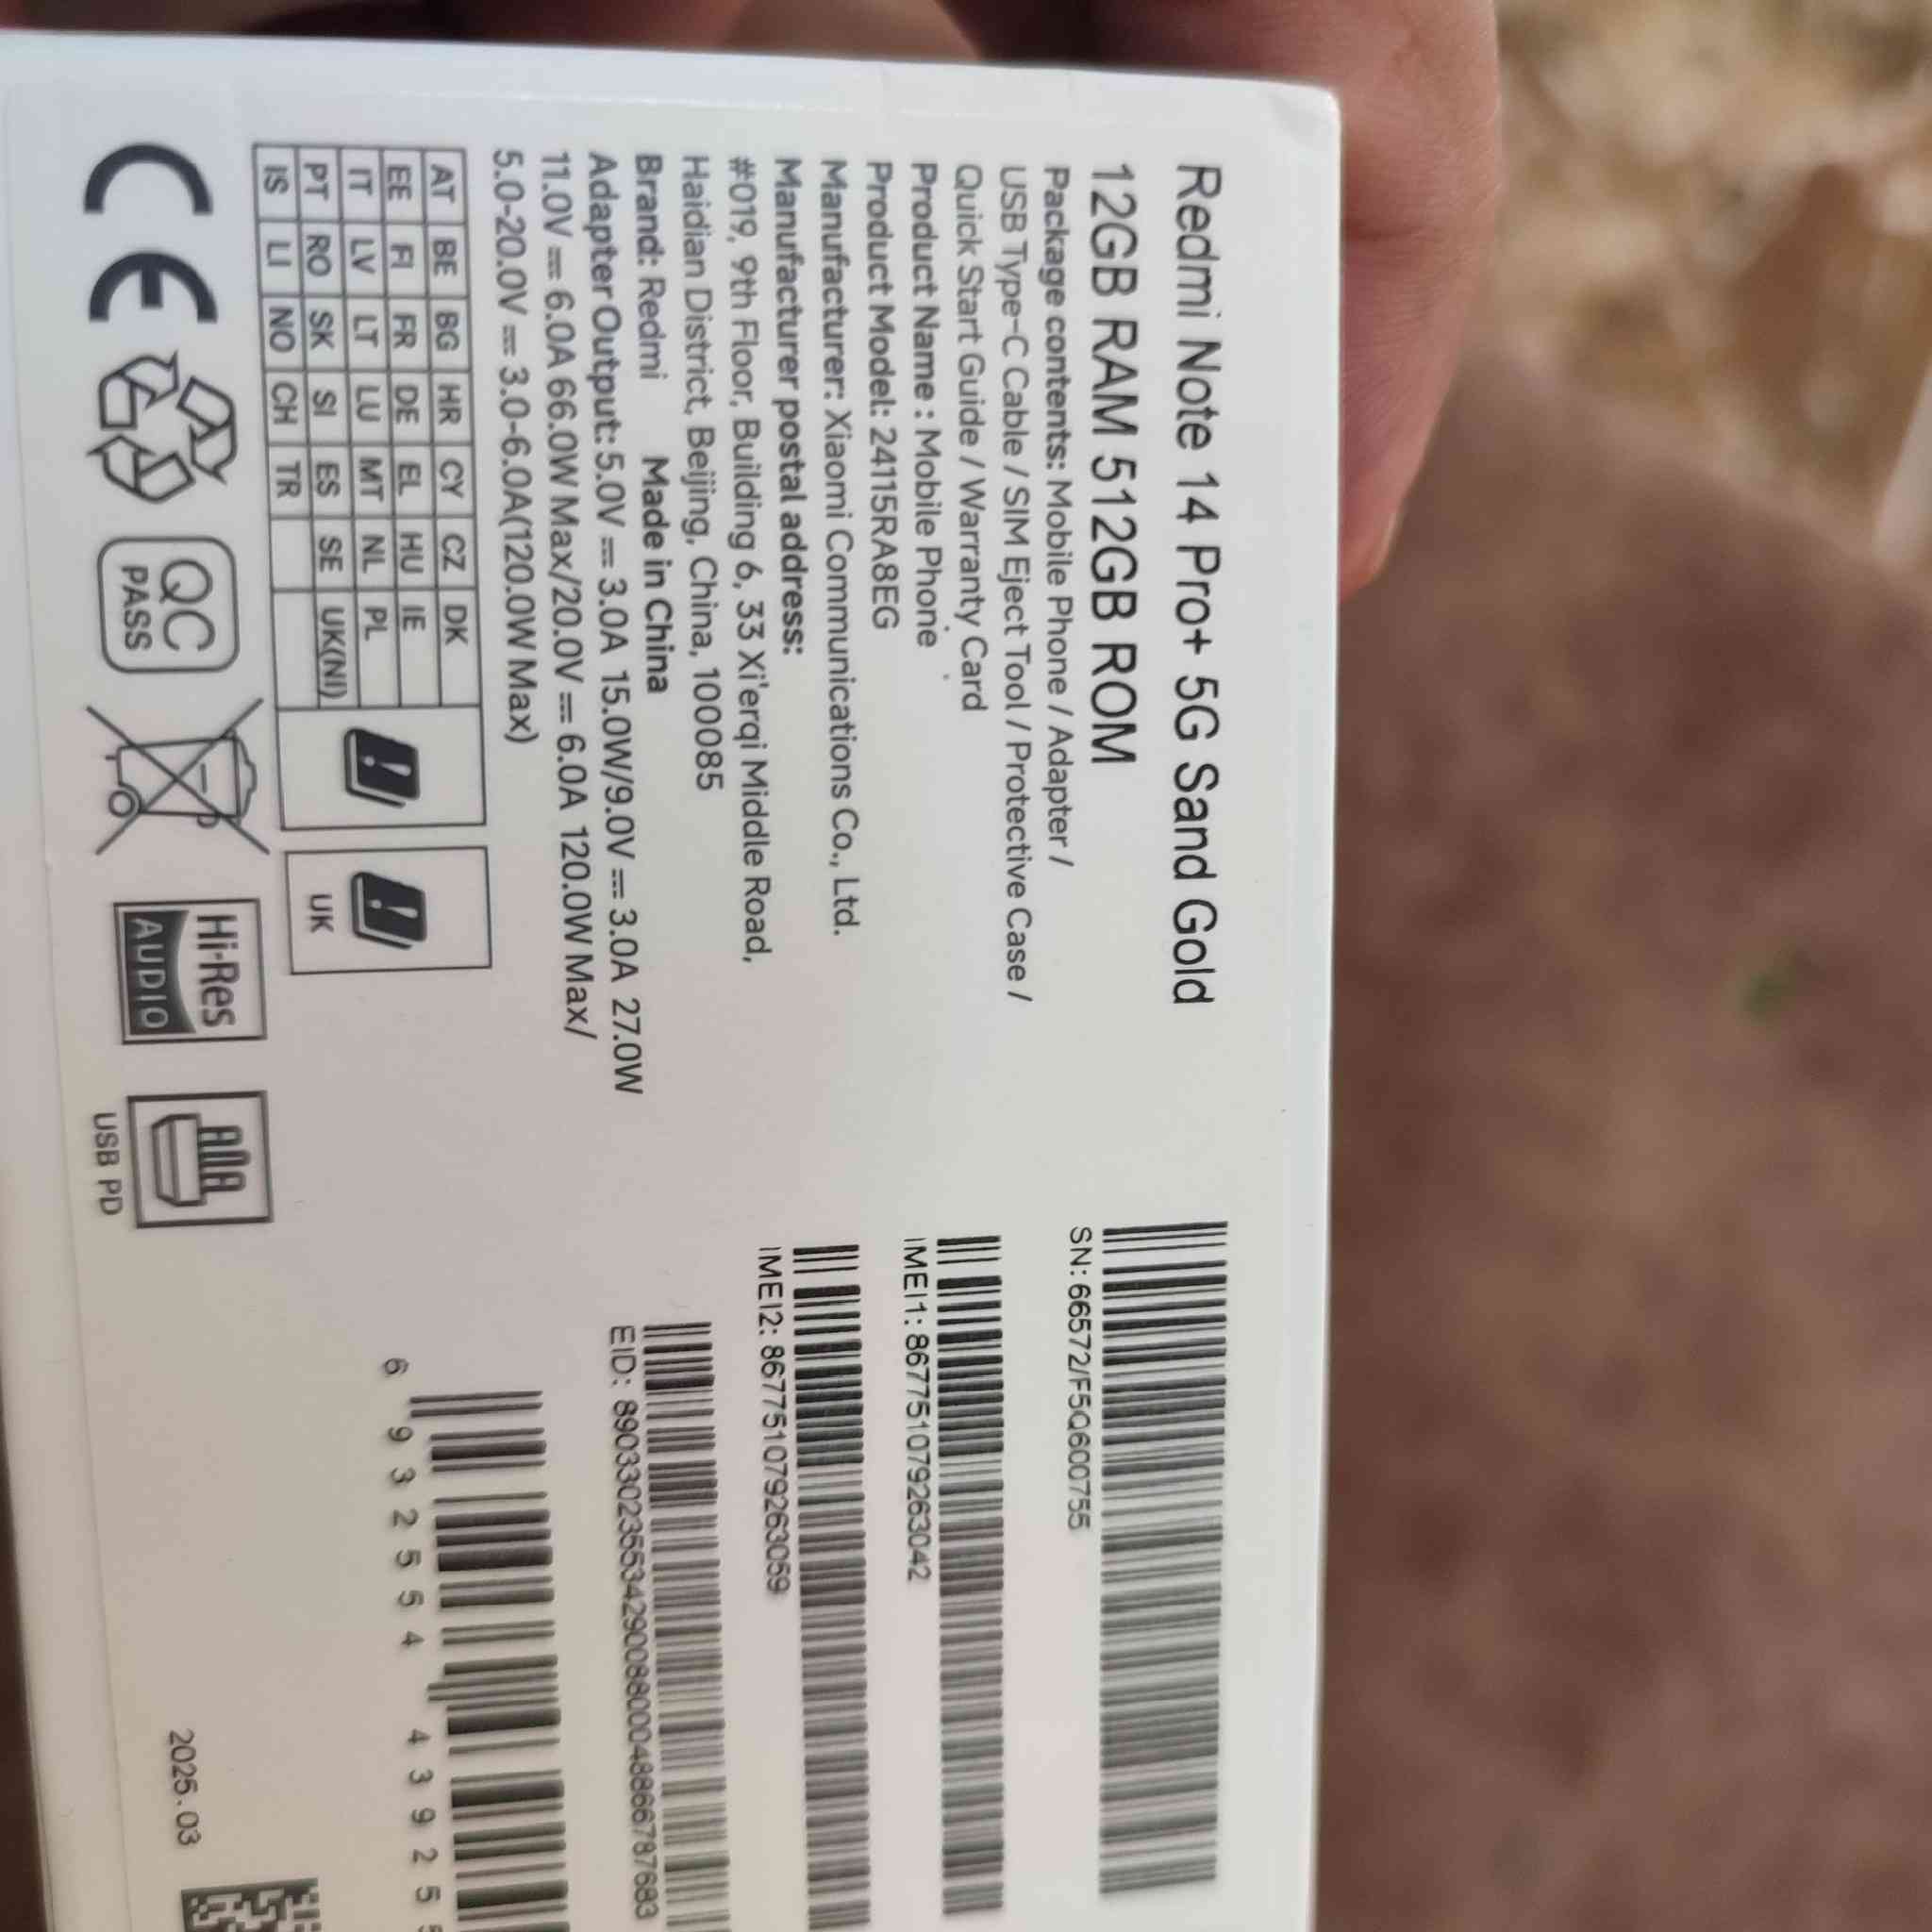 Redmi Note 14 Pro+ 5G Sand Gold
12GB RAM 512GB ROM
Package contents: Mobile Phone / Adapter /
USB Type-C Cable / SIM Eject Tool / Protective Case /
Quick Start Guide / Warranty Card
Product Name : Mobile Phone
Product Model: 24115RA8EG
Manufacturer: Xiaomi Communications Co., Ltd.
Manufacturer postal address:
#019, 9th Floor, Building 6, 33 Xi'erqi Middle Road,
Haidian District, Beijing, China, 100085
Brand: Redmi Made in China
Adapter Output: 5.0V⎓3.0A 15.0W/9.0V⎓3.0A 27.0W
11.0V⎓6.0A 66.0W Max/20.0V⎓6.0A 120.0W Max/
5.0-20.0V⎓3.0-6.0A(120.0W Max)
AT BE BG HR CY CZ DK
EE FI FR DE EL HU IE
IT LV LT LU MT NL PL
PT RO SK SI ES SE UK(NI)
IS LI NO CH TR
UK
CE
QC
PASS
Hi-Res
AUDIO
USB PD
SN: 66572/F5Q600755
IMEI1: 867751079263042
IMEI2: 867751079263059
EID: 89033023553429008800048866787683
6 932554 43925
2025.03